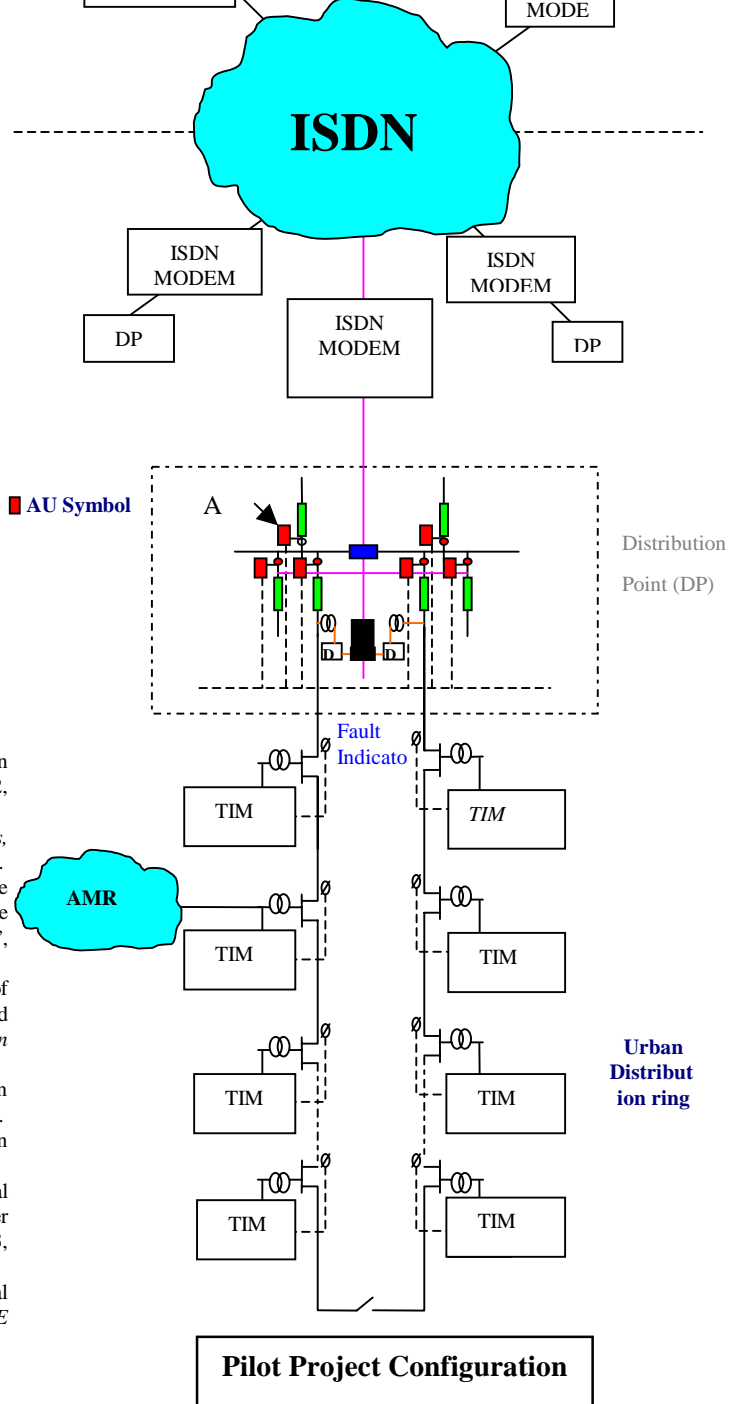 MODE
ISDN
ISDN
MODEM
ISDN
MODEM
ISDN
MODEM
DP
DP
AU Symbol
A
Distribution
Point (DP)
D
D
Fault
Indicato
TIM
TIM
AMR
TIM
TIM
TIM
TIM
Urban
Distribut
ion ring
TIM
TIM
Pilot Project Configuration